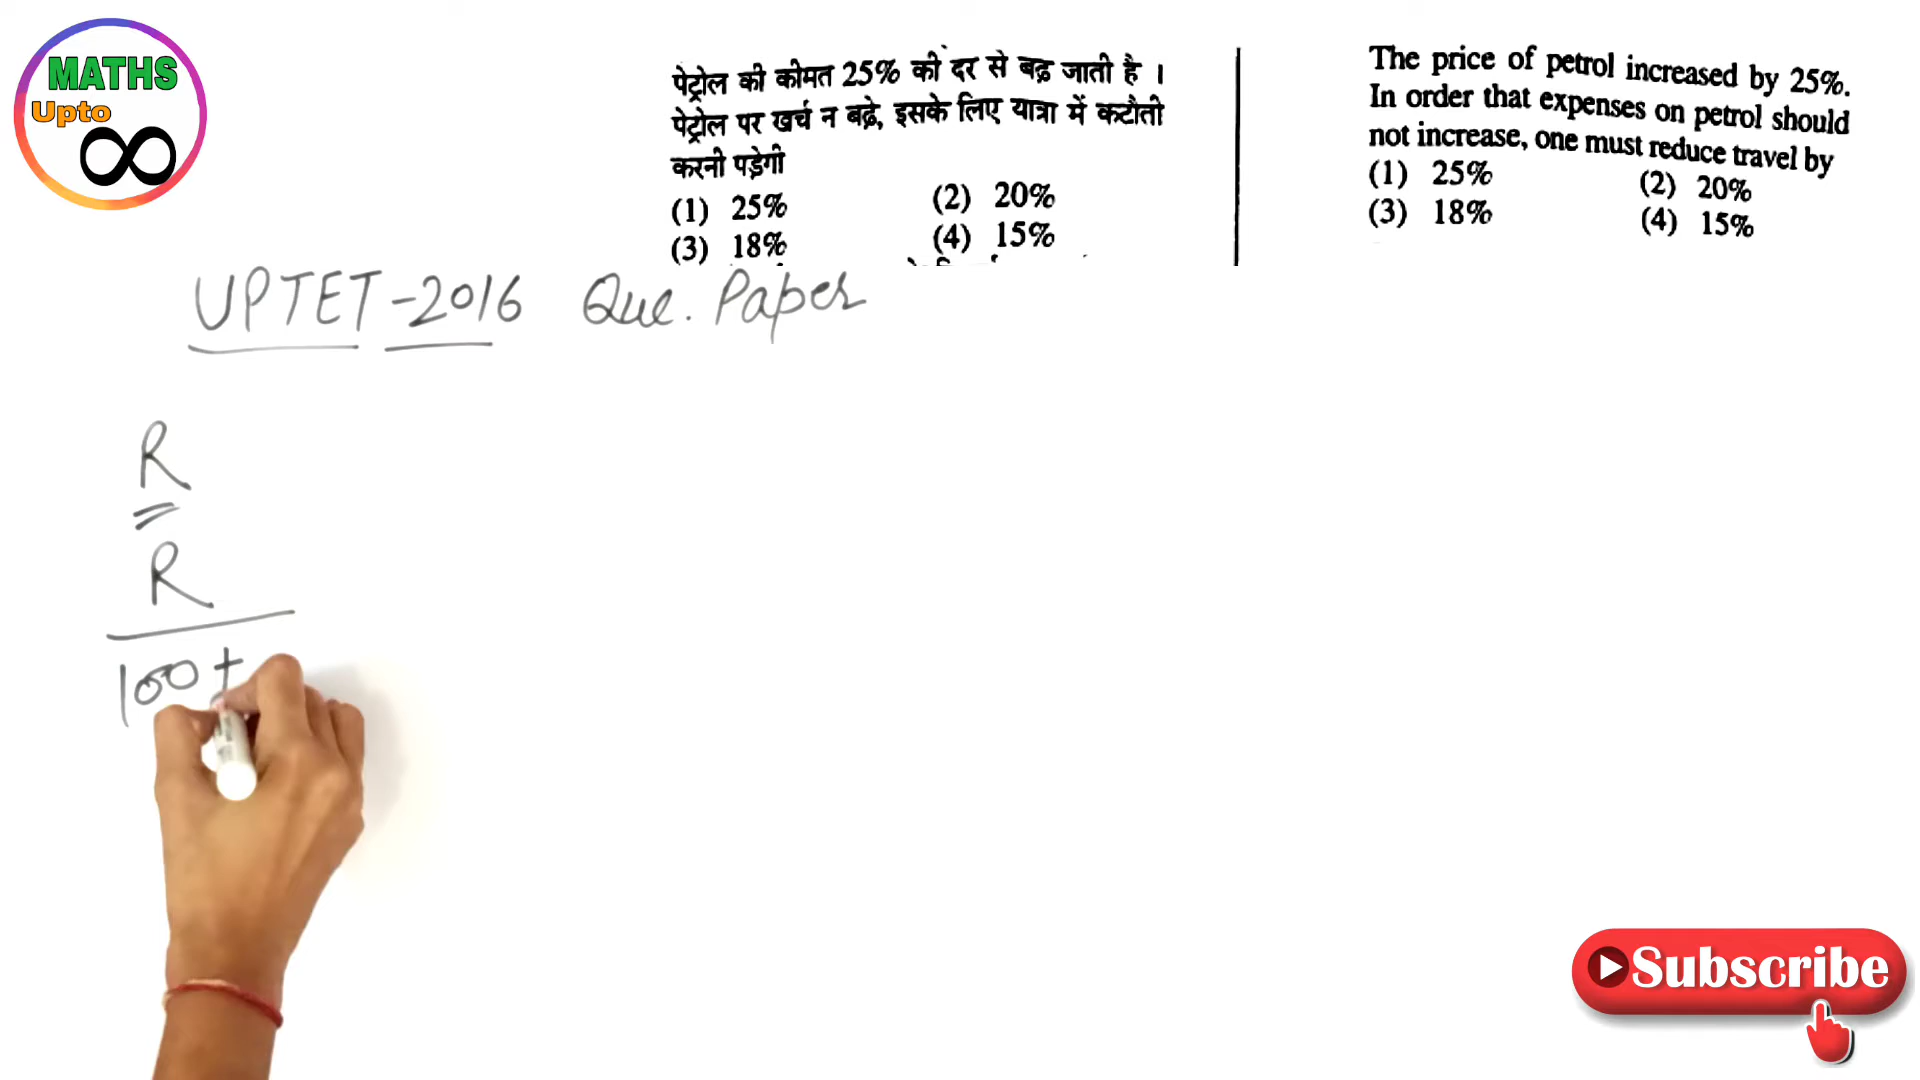 MATHS
Upto
∞
पेट्रोल की कीमत 25% की दर से बढ़ जाती है ।
पेट्रोल पर खर्च न बढ़े, इसके लिए यात्रा में कटौती
करनी पड़ेगी
(1) 25% (2) 20%
(3) 18% (4) 15%
The price of petrol increased by 25%.
In order that expenses on petrol should
not increase, one must reduce travel by
(1) 25% (2) 20%
(3) 18% (4) 15%
UPTET-2016 Que. Paper
R
R
100+
Subscribe